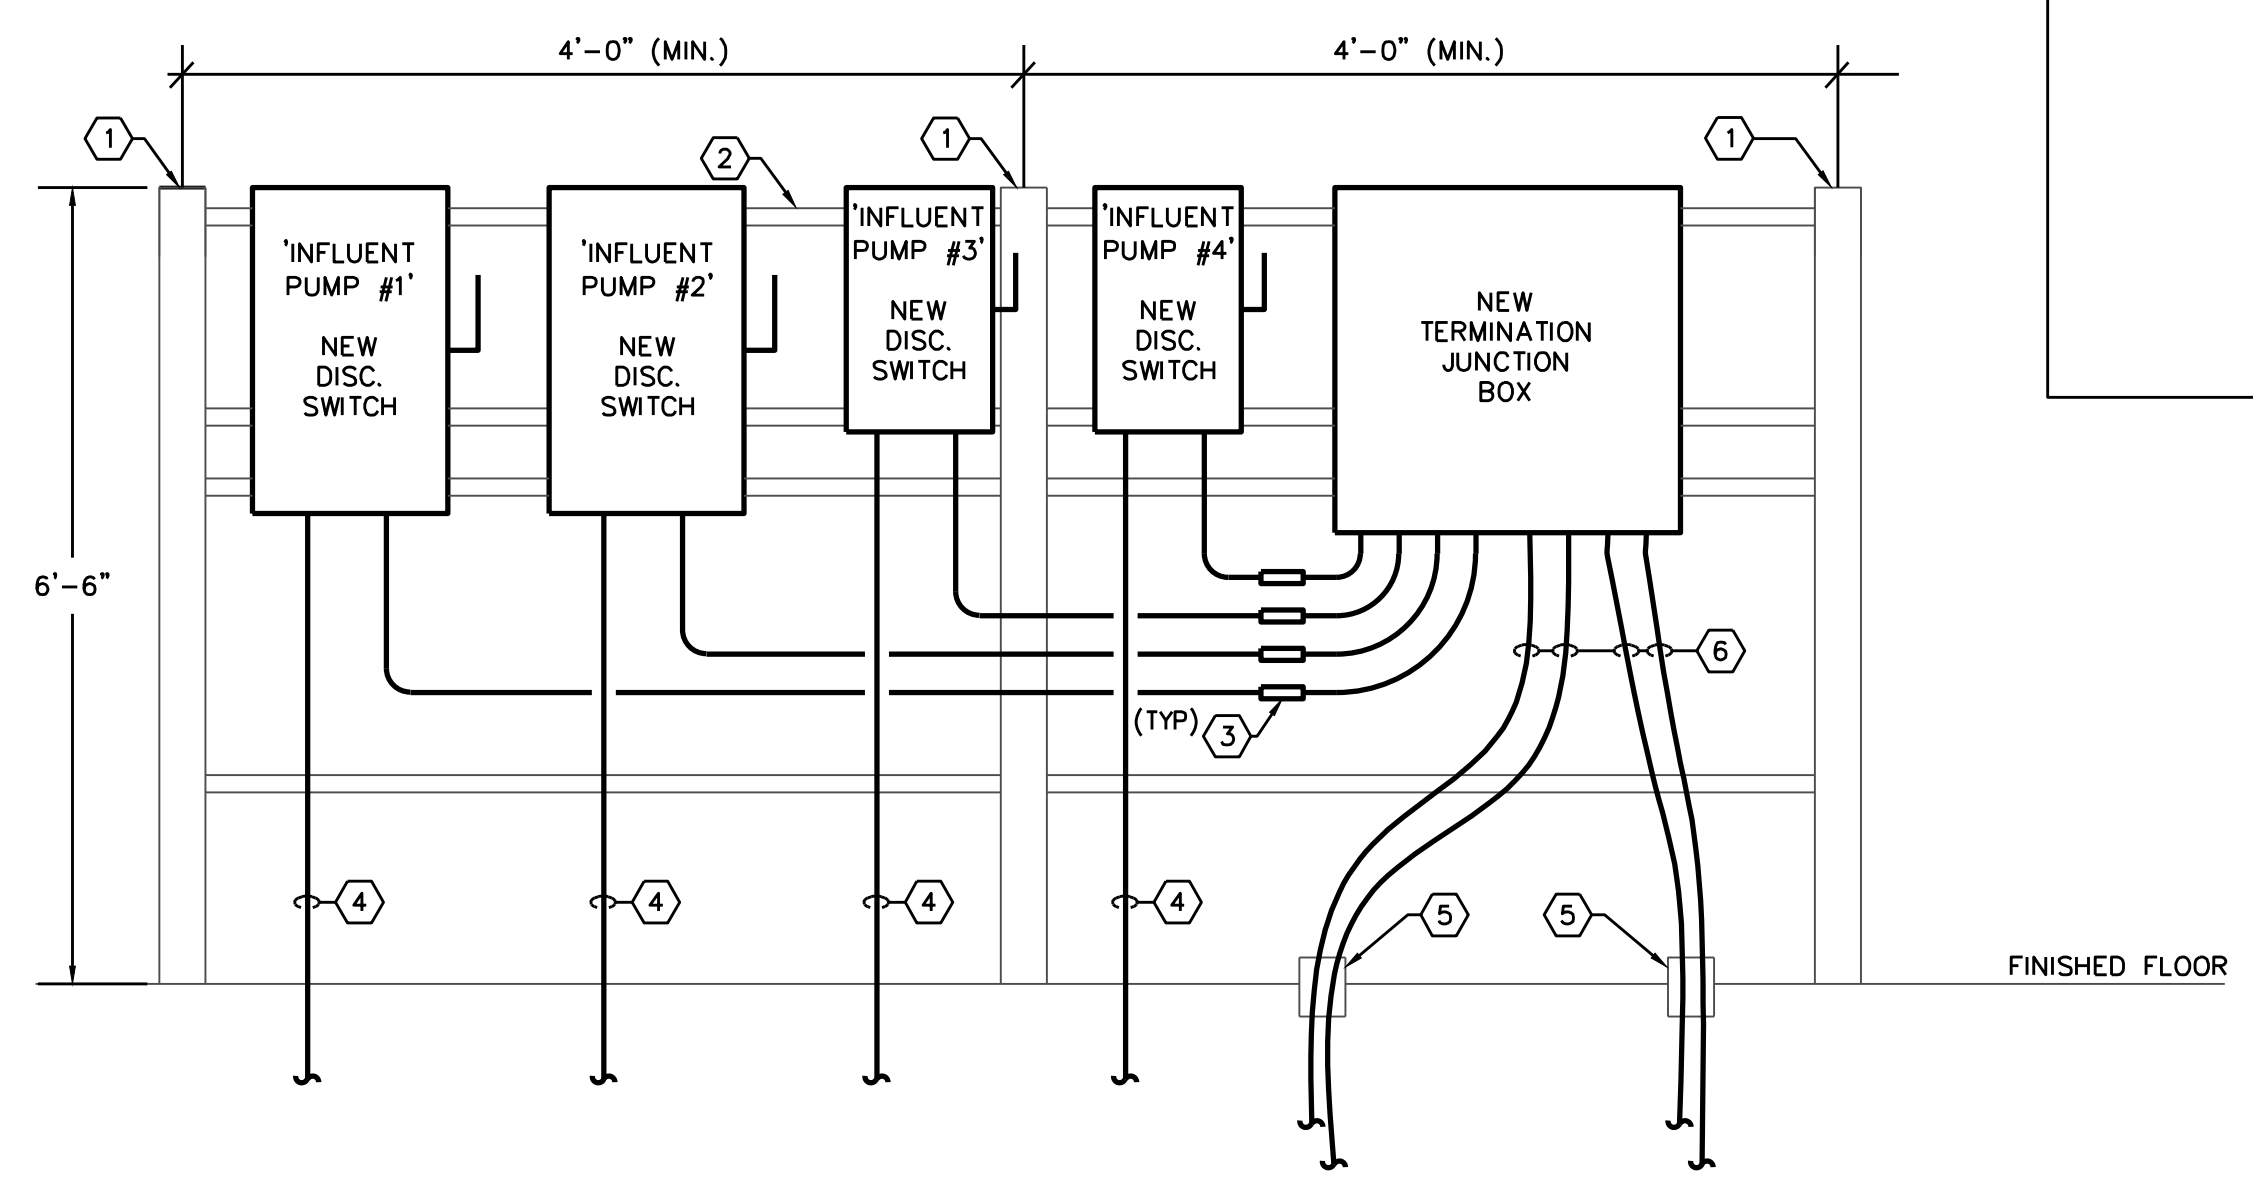 4'-0" (MIN.)
4'-0" (MIN.)
1
2
1
1
'INFLUENT
PUMP #1'
NEW
DISC.
SWITCH
'INFLUENT
PUMP #2'
NEW
DISC.
SWITCH
'INFLUENT
PUMP #3'
NEW
DISC.
SWITCH
'INFLUENT
PUMP #4'
NEW
DISC.
SWITCH
NEW
TERMINATION
JUNCTION
BOX
6'-6"
6
(TYP)
3
4
4
4
4
5
5
FINISHED FLOOR